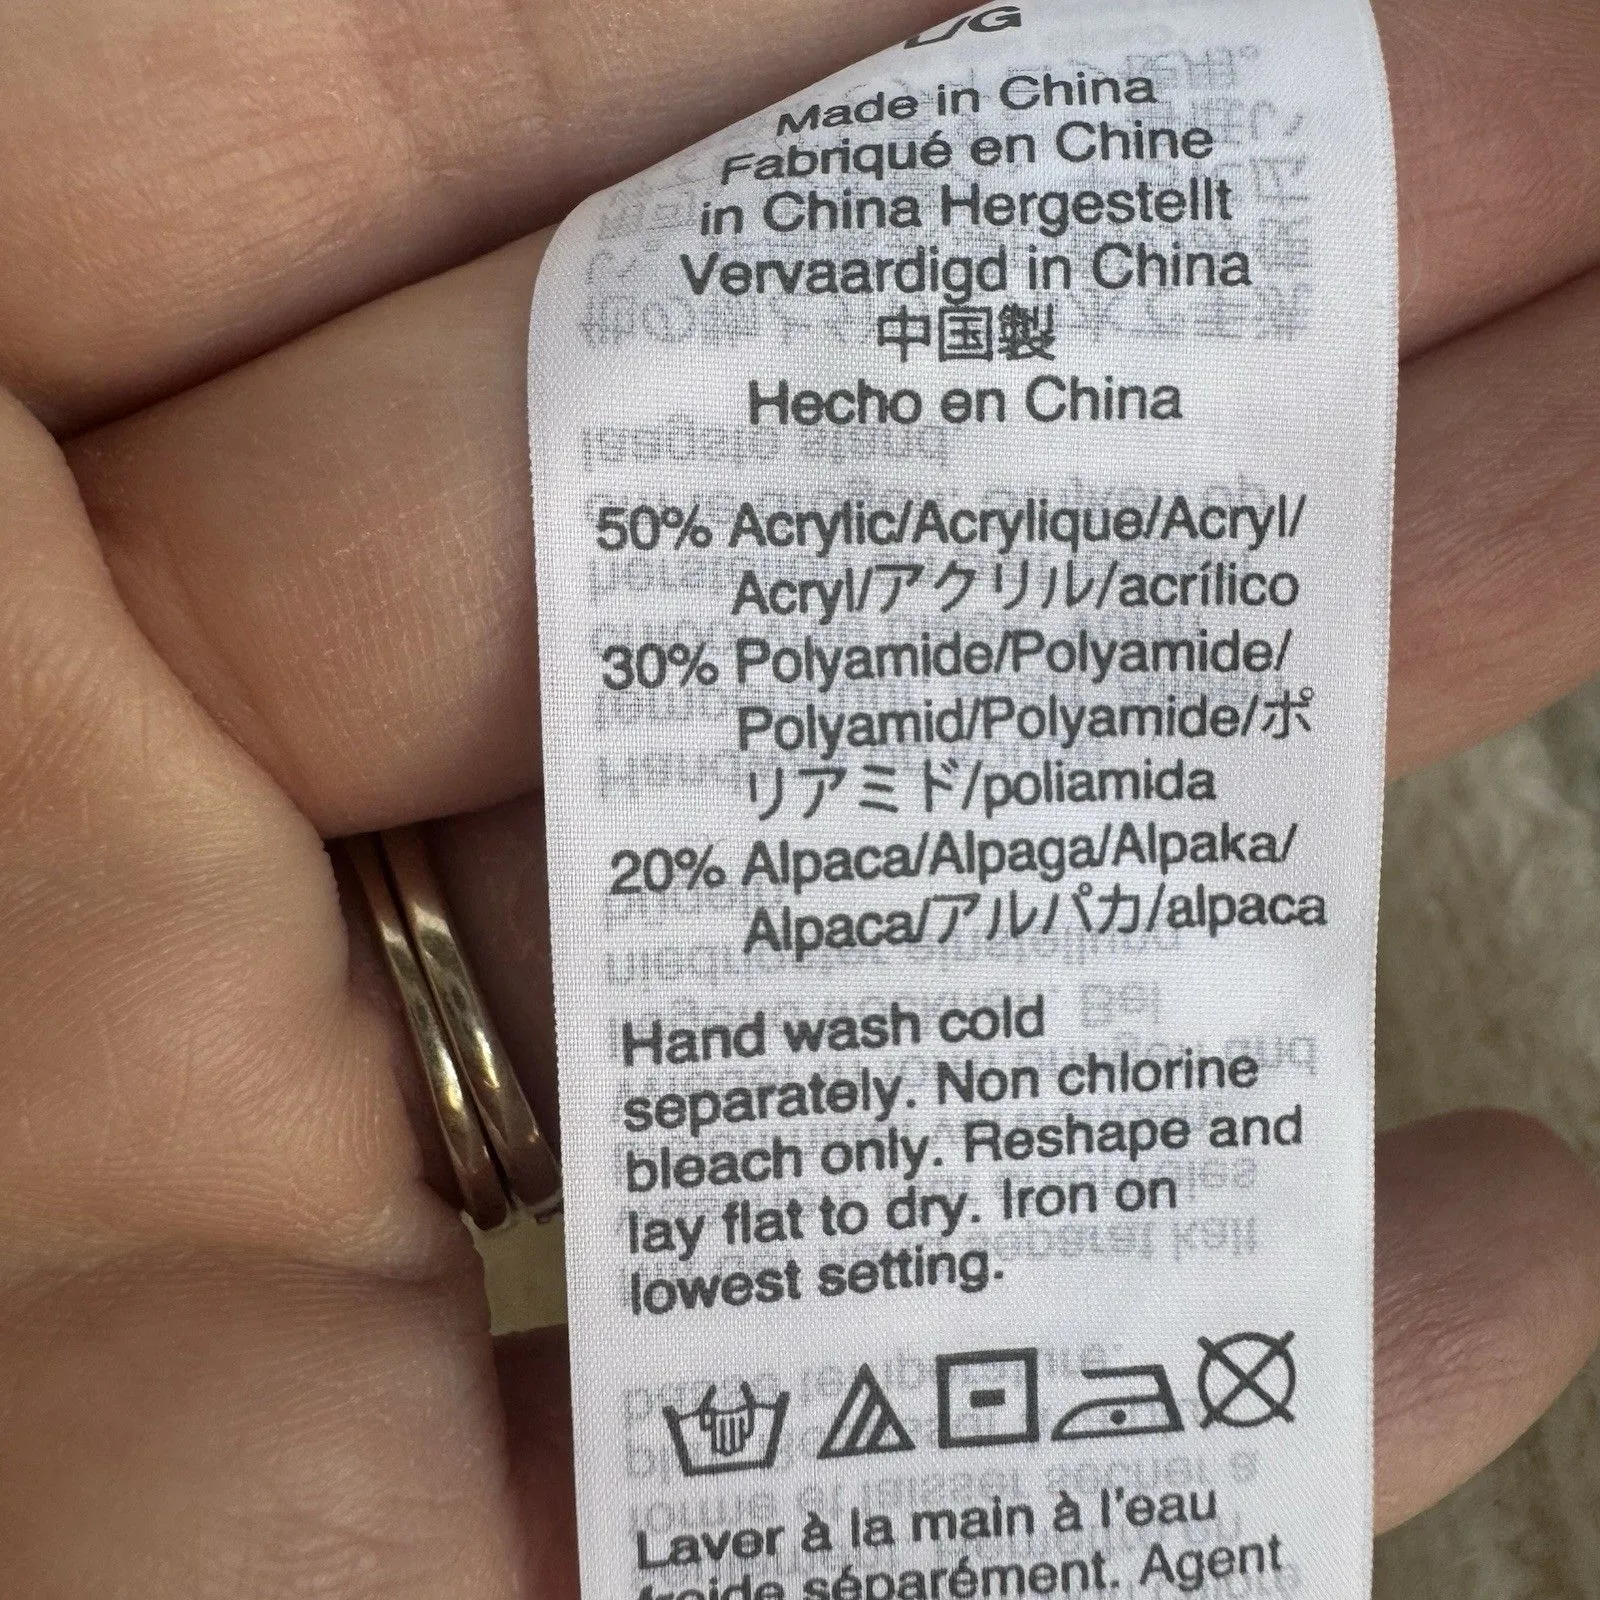 Made in China
Fabriqué en Chine
in China Hergestellt
Vervaardigd in China
中国製
Hecho en China
50% Acrylic/Acrylique/Acryl/
Acryl/アクリル/acrílico
30% Polyamide/Polyamide/
Polyamid/Polyamide/ポ
リアミド/poliamida
20% Alpaca/Alpaga/Alpaka/
Alpaca/アルパカ/alpaca
Hand wash cold
separately. Non chlorine
bleach only. Reshape and
lay flat to dry. Iron on
lowest setting.
Laver à la main à l'eau
froide séparément. Agent